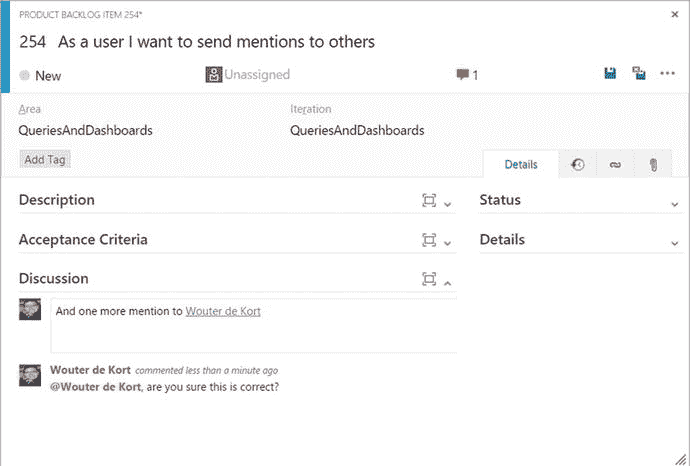 PRODUCT BACKLOG ITEM 254*
254 As a user I want to send mentions to others
New Unassigned 1
Area Iteration
QueriesAndDashboards QueriesAndDashboards
Add Tag Details
Description Status
Acceptance Criteria Details
Discussion
And one more mention to Wouter de Kort
Wouter de Kort commented less than a minute ago
@Wouter de Kort, are you sure this is correct?